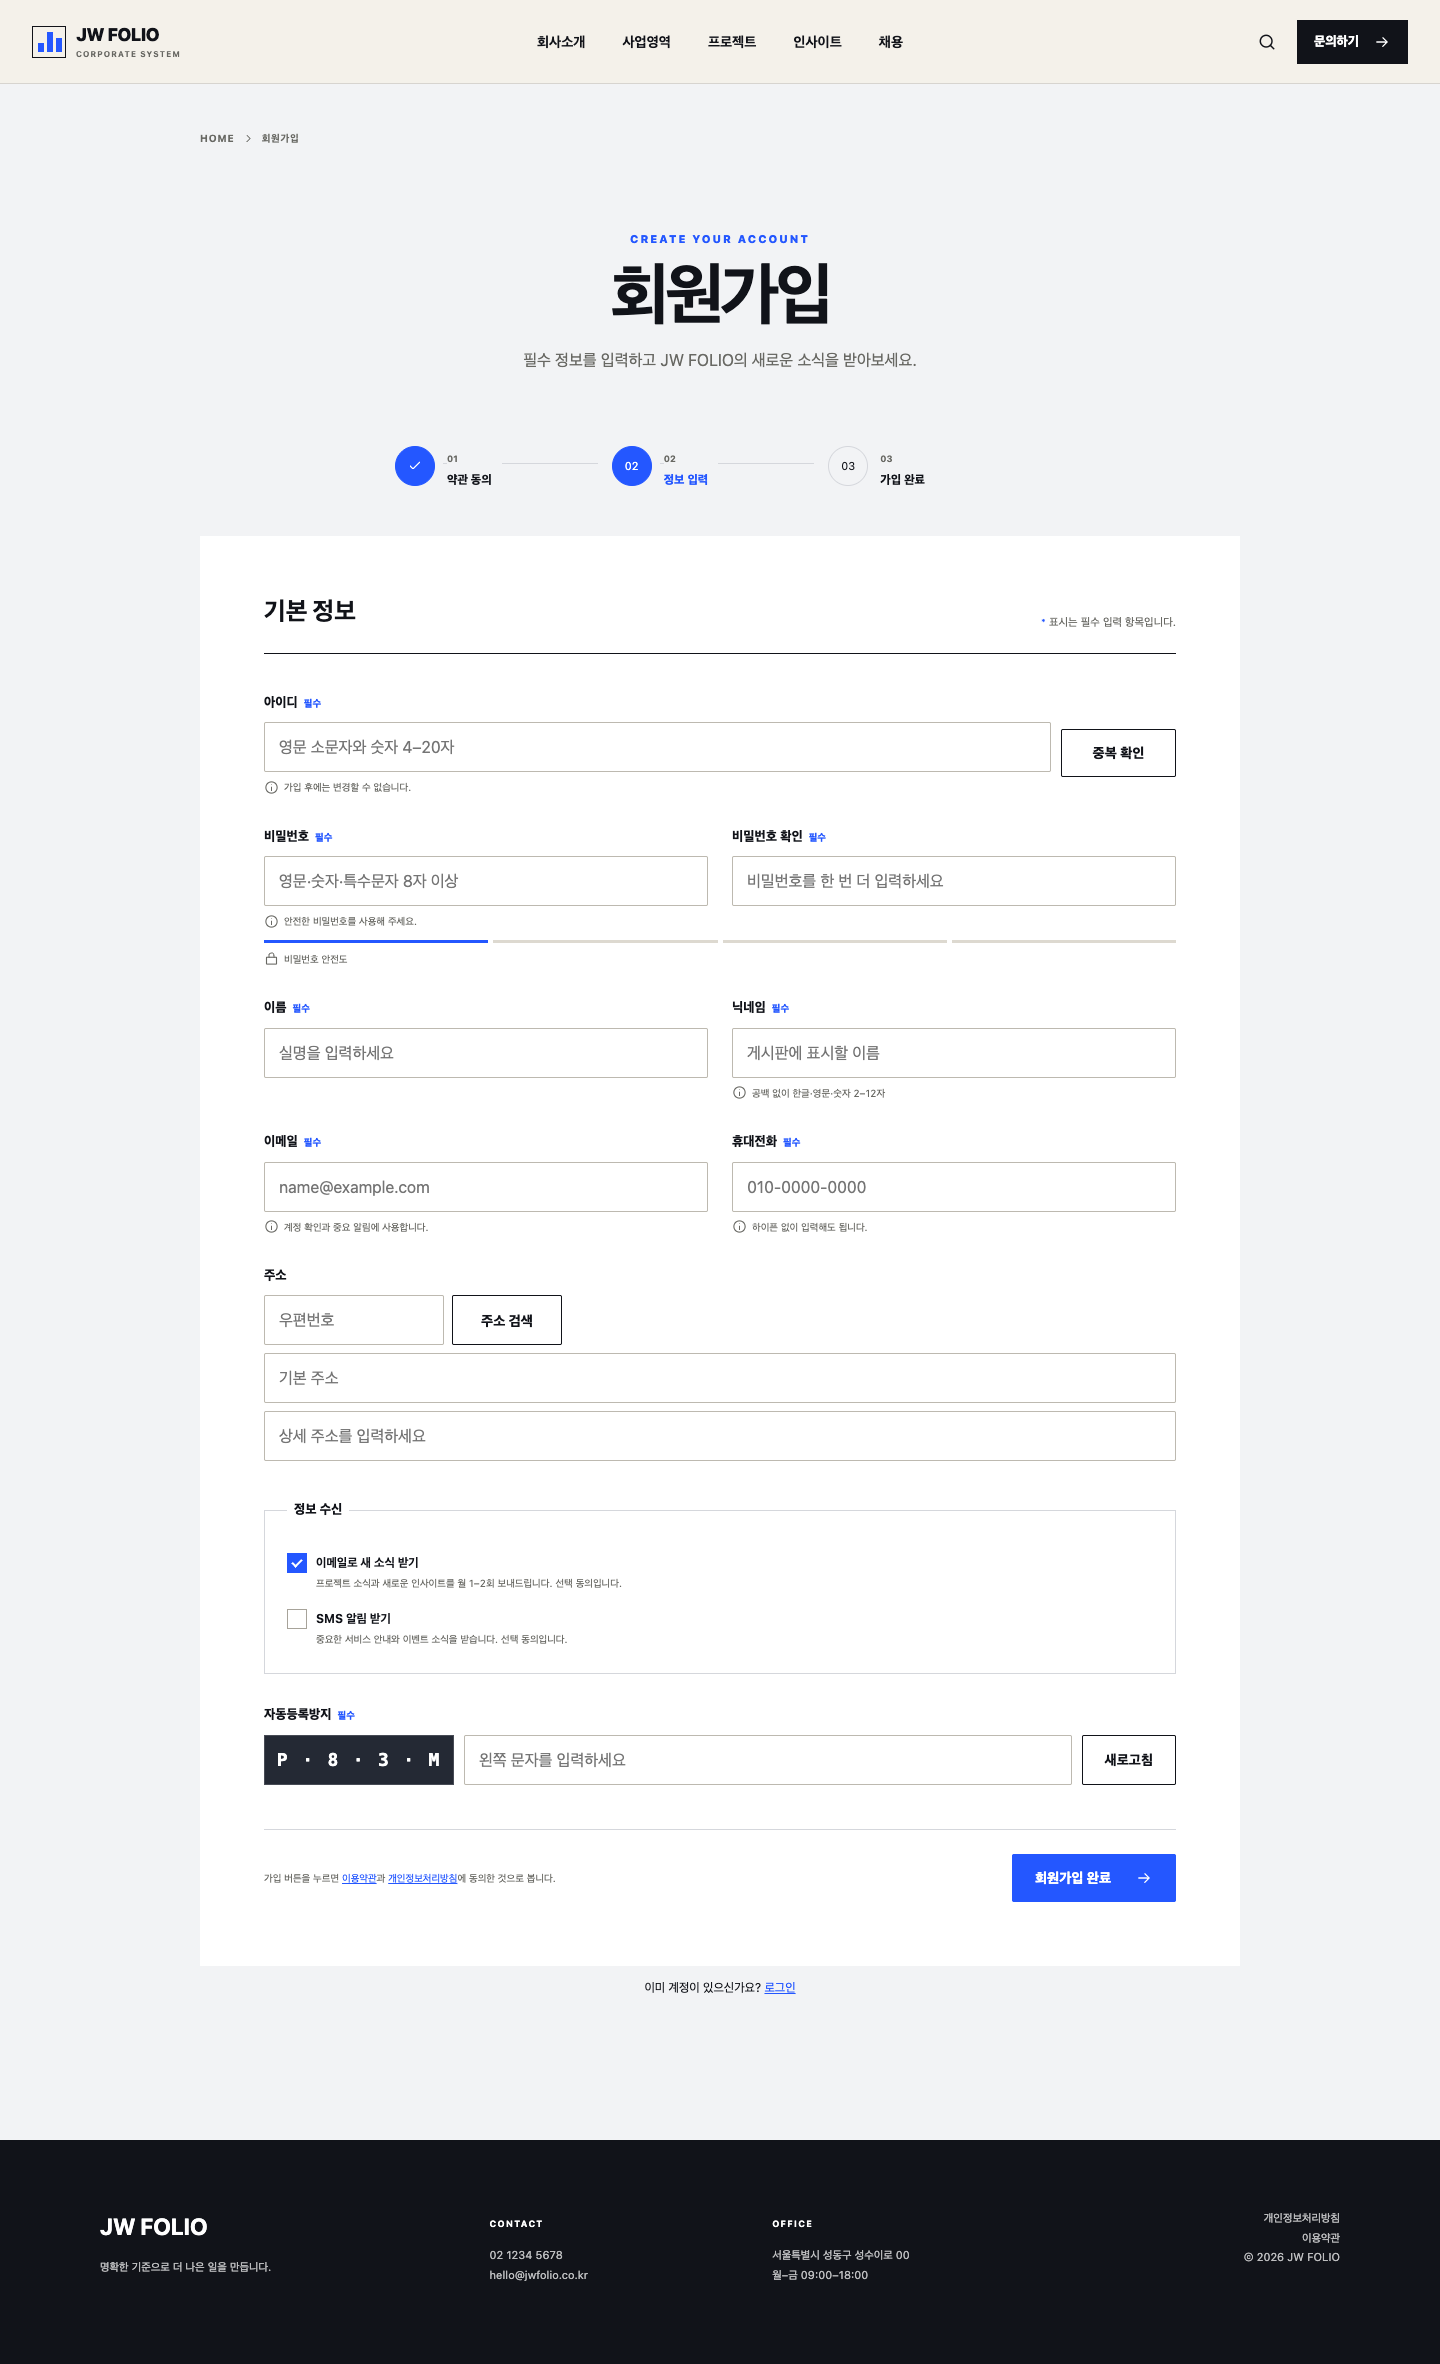 JW FOLIO
CORPORATE SYSTEM
회사소개 사업영역 프로젝트 인사이트 채용
문의하기
HOME 회원가입
CREATE YOUR ACCOUNT
회원가입
필수 정보를 입력하고 JW FOLIO의 새로운 소식을 받아보세요.
01
약관 동의
02
02
정보 입력
03
03
가입 완료
기본 정보
* 표시는 필수 입력 항목입니다.
아이디 필수
영문 소문자와 숫자 4–20자
중복 확인
가입 후에는 변경할 수 없습니다.
비밀번호 필수
영문·숫자·특수문자 8자 이상
안전한 비밀번호를 사용해 주세요.
비밀번호 확인 필수
비밀번호를 한 번 더 입력하세요
비밀번호 안전도
이름 필수
실명을 입력하세요
닉네임 필수
게시판에 표시할 이름
공백 없이 한글·영문·숫자 2–12자
이메일 필수
name@example.com
계정 확인과 중요 알림에 사용합니다.
휴대전화 필수
010-0000-0000
하이픈 없이 입력해도 됩니다.
주소
우편번호
주소 검색
기본 주소
상세 주소를 입력하세요
정보 수신
이메일로 새 소식 받기
프로젝트 소식과 새로운 인사이트를 월 1–2회 보내드립니다. 선택 동의입니다.
SMS 알림 받기
중요한 서비스 안내와 이벤트 소식을 받습니다. 선택 동의입니다.
자동등록방지 필수
P · 8 · 3 · M
왼쪽 문자를 입력하세요
새로고침
가입 버튼을 누르면 이용약관과 개인정보처리방침에 동의한 것으로 봅니다.
회원가입 완료
이미 계정이 있으신가요? 로그인
JW FOLIO
명확한 기준으로 더 나은 일을 만듭니다.
CONTACT
02 1234 5678
hello@jwfolio.co.kr
OFFICE
서울특별시 성동구 성수이로 00
월–금 09:00–18:00
개인정보처리방침
이용약관
© 2026 JW FOLIO